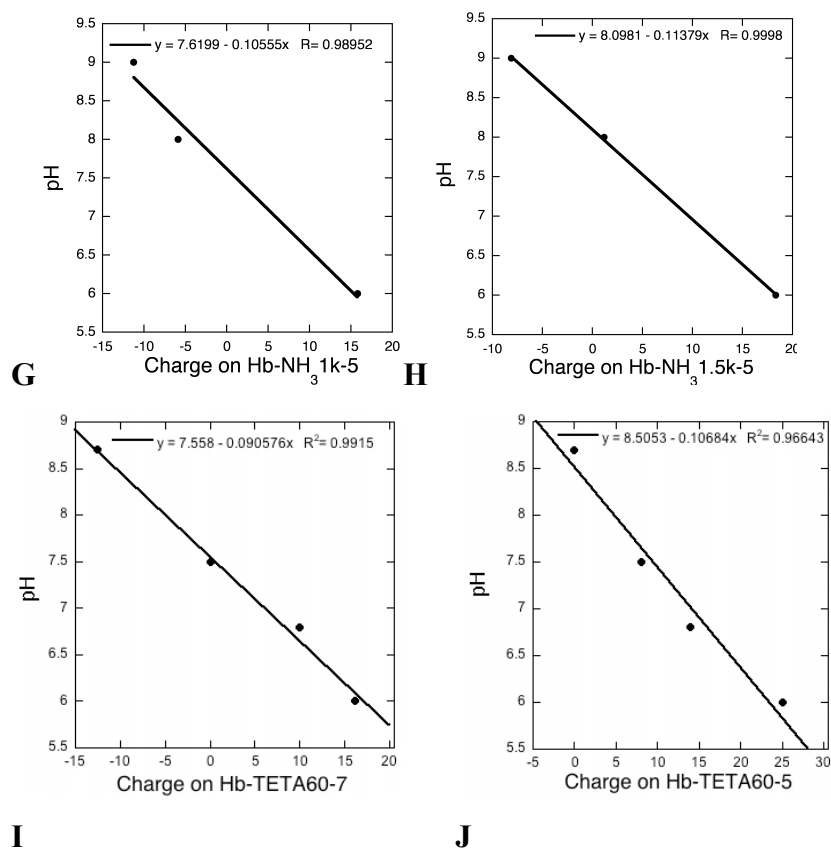 y = 7.6199 - 0.10555x R= 0.98952
9.5
9
8.5
8
7.5
7
6.5
6
5.5
pH
-15 -10 -5 0 5 10 15 20
Charge on Hb-NH3 1k-5
G
y = 8.0981 - 0.11379x R= 0.9998
9.5
9
8.5
8
7.5
7
6.5
6
5.5
pH
-10 -5 0 5 10 15 20
Charge on Hb-NH3 1.5k-5
H
y = 7.558 - 0.090576x R²= 0.9915
9
8.5
8
7.5
7
6.5
6
5.5
pH
-15 -10 -5 0 5 10 15 20
Charge on Hb-TETA60-7
I
y = 8.5053 - 0.10684x R²= 0.96643
9
8.5
8
7.5
7
6.5
6
5.5
pH
-5 0 5 10 15 20 25 30
Charge on Hb-TETA60-5
J